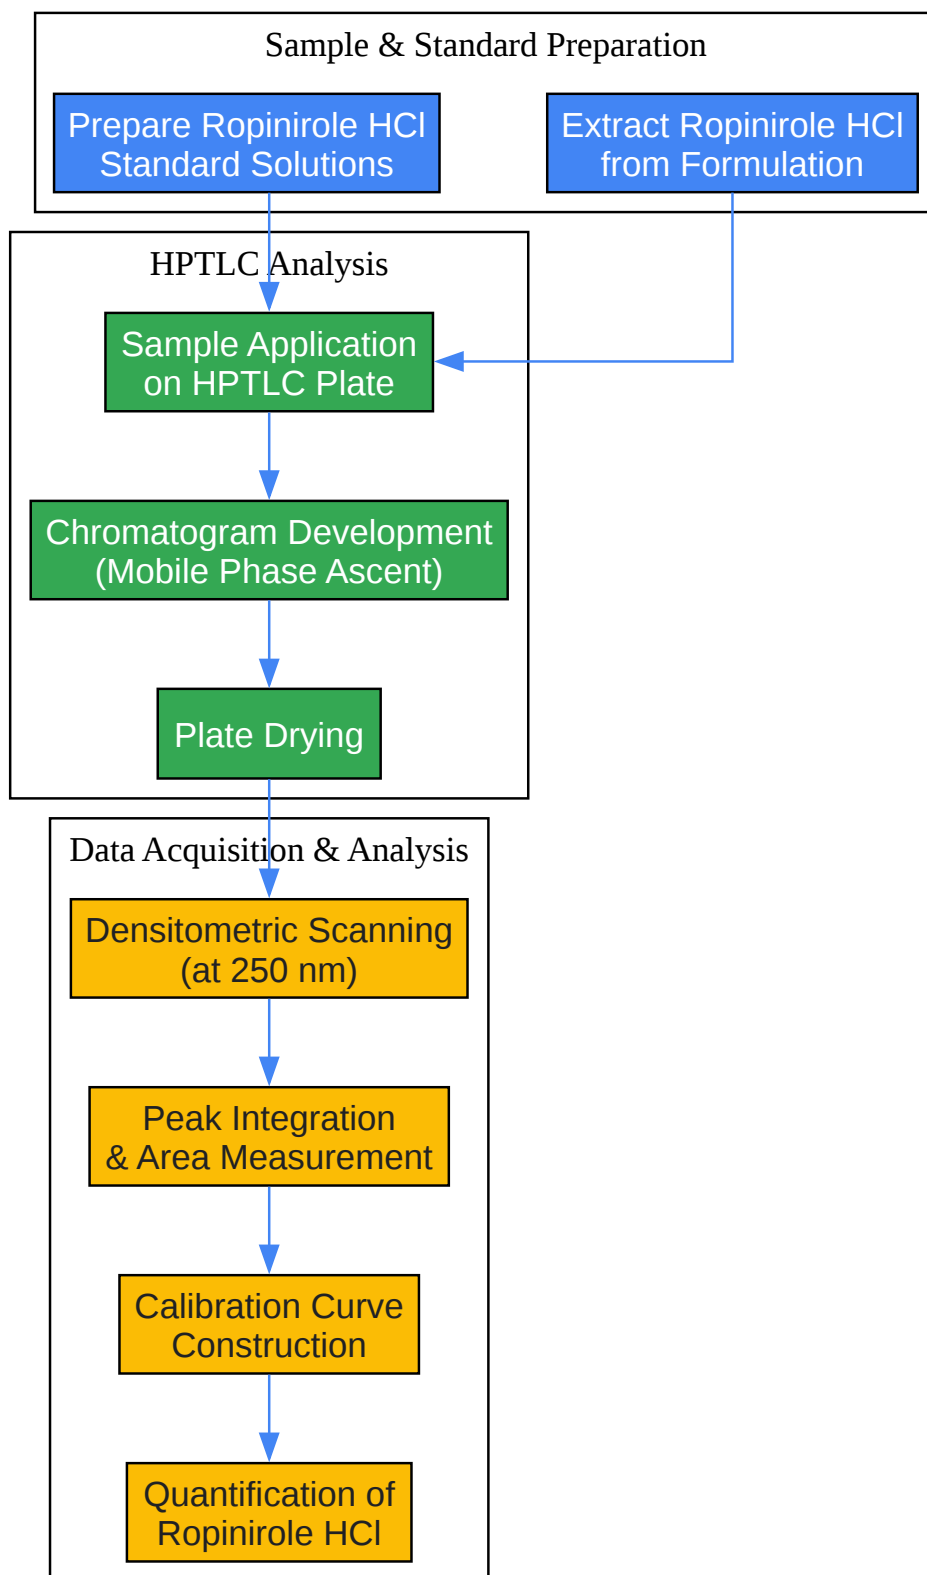 Sample & Standard Preparation
Prepare Ropinirole HCl
Standard Solutions
Extract Ropinirole HCl
from Formulation
HPTLC Analysis
Sample Application
on HPTLC Plate
Chromatogram Development
(Mobile Phase Ascent)
Plate Drying
Data Acquisition & Analysis
Densitometric Scanning
(at 250 nm)
Peak Integration
& Area Measurement
Calibration Curve
Construction
Quantification of
Ropinirole HCl